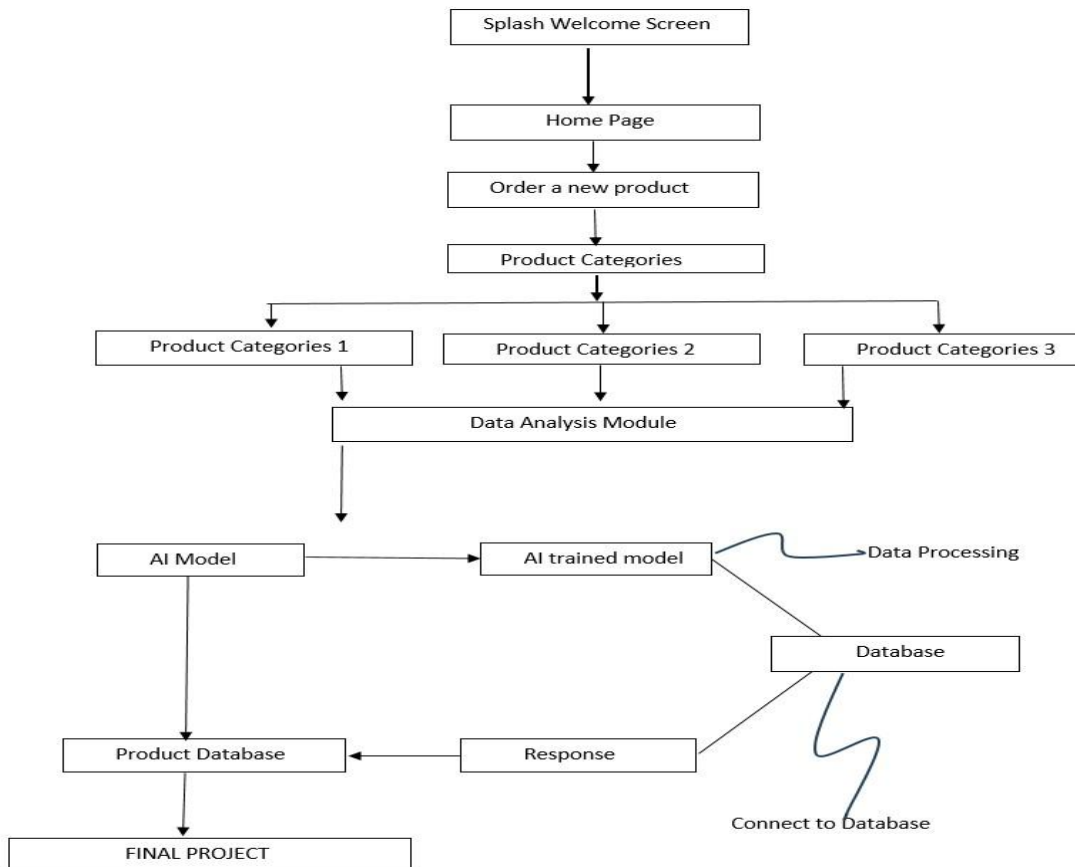 Splash Welcome Screen
Home Page
Order a new product
Product Categories
Product Categories 1
Product Categories 2
Product Categories 3
Data Analysis Module
AI Model
AI trained model
Data Processing
Database
Product Database
Response
Connect to Database
FINAL PROJECT